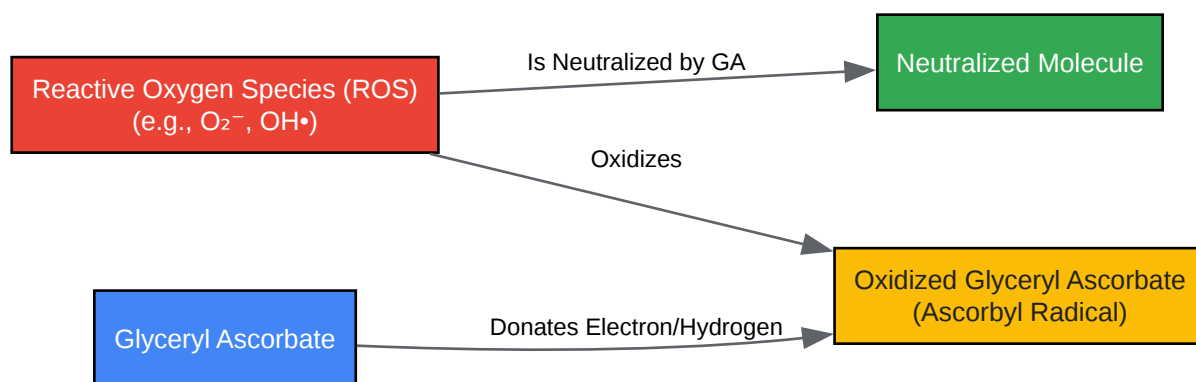 Is Neutralized by GA
Neutralized Molecule
Reactive Oxygen Species (ROS)
(e.g., O₂⁻, OH•)
Oxidizes
Oxidized Glyceryl Ascorbate
(Ascorbyl Radical)
Glyceryl Ascorbate
Donates Electron/Hydrogen